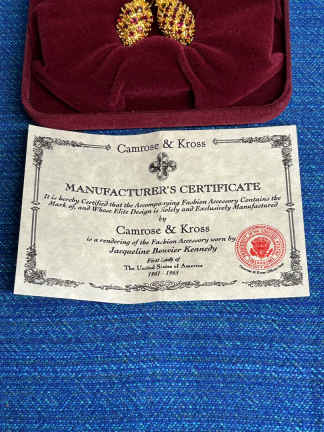 Camrose & Kross
MANUFACTURER'S CERTIFICATE
It is hereby Certified that the Accompanying Fashion Accessory Contains the
Mark of, and Whose Elite Design is Solely and Exclusively Manufactured
by
Camrose & Kross
is a rendering of the Fashion Accessory worn by
Jacqueline Bouvier Kennedy
First Lady of
The United States of America
1961 - 1963